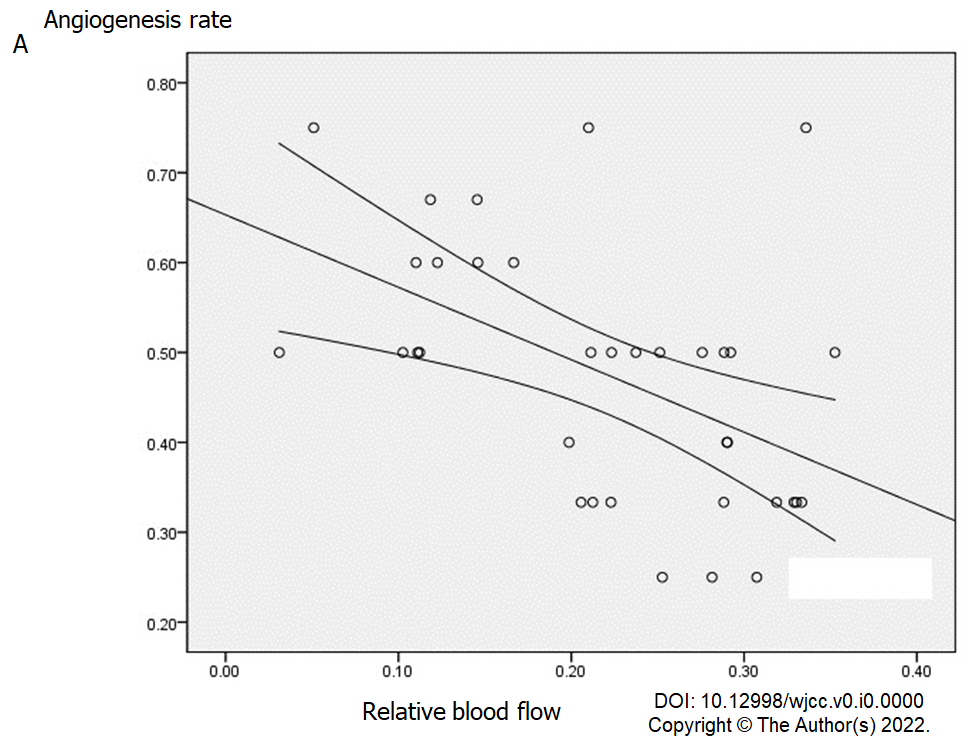 Angiogenesis rate
A
0.80
0.70
0.60
0.50
0.40
0.30
0.20
0.00 0.10 0.20 0.30 0.40
Relative blood flow
DOI: 10.12998/wjcc.v0.i0.0000
Copyright © The Author(s) 2022.